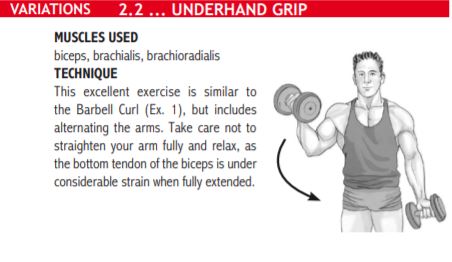 VARIATIONS 2.2 ... UNDERHAND GRIP
MUSCLES USED
biceps, brachialis, brachioradialis
TECHNIQUE
This excellent exercise is similar to
the Barbell Curl (Ex. 1), but includes
alternating the arms. Take care not to
straighten your arm fully and relax, as
the bottom tendon of the biceps is under
considerable strain when fully extended.